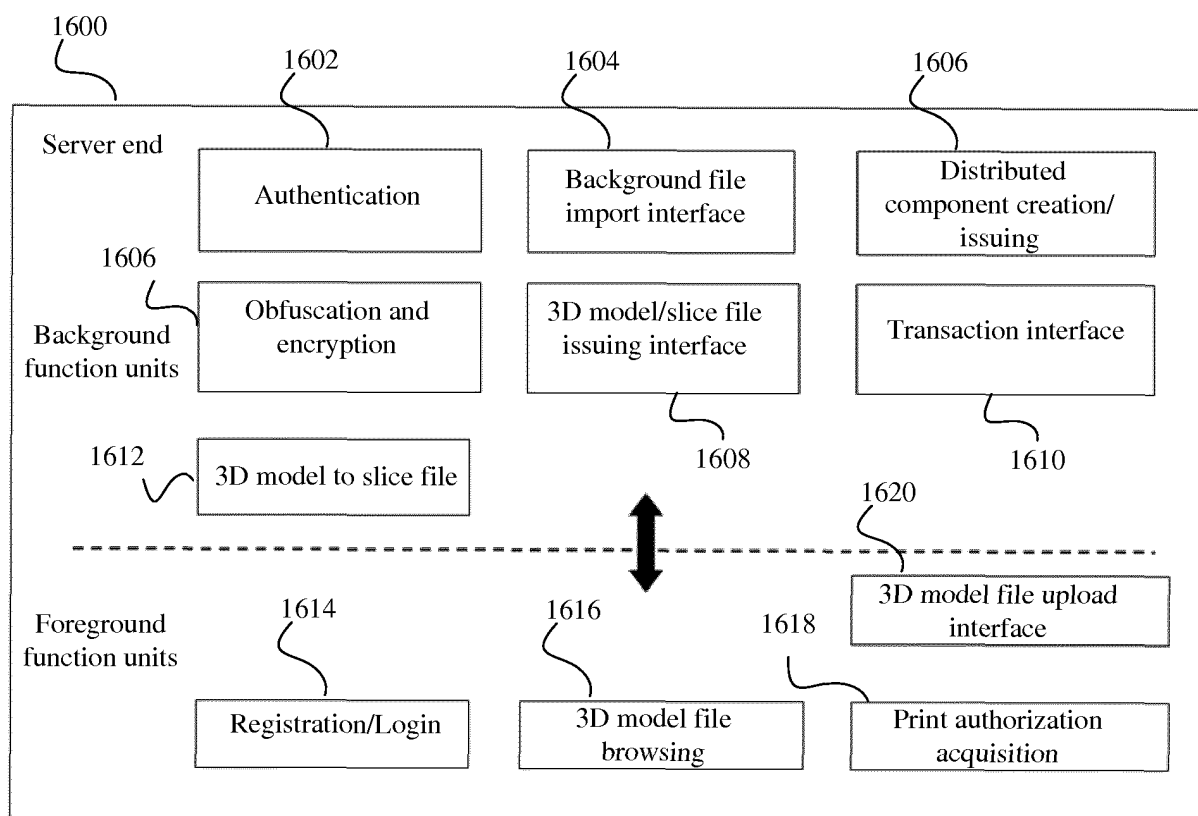 1600
1602
1604
1606
Server end
Authentication
Background file
import interface
Distributed
component creation/
issuing
1606
Background
function units
Obfuscation and
encryption
3D model/slice file
issuing interface
Transaction interface
1612
3D model to slice file
1608
1610
1620
Foreground
function units
1614
1616
1618
3D model file upload
interface
Registration/Login
3D model file
browsing
Print authorization
acquisition